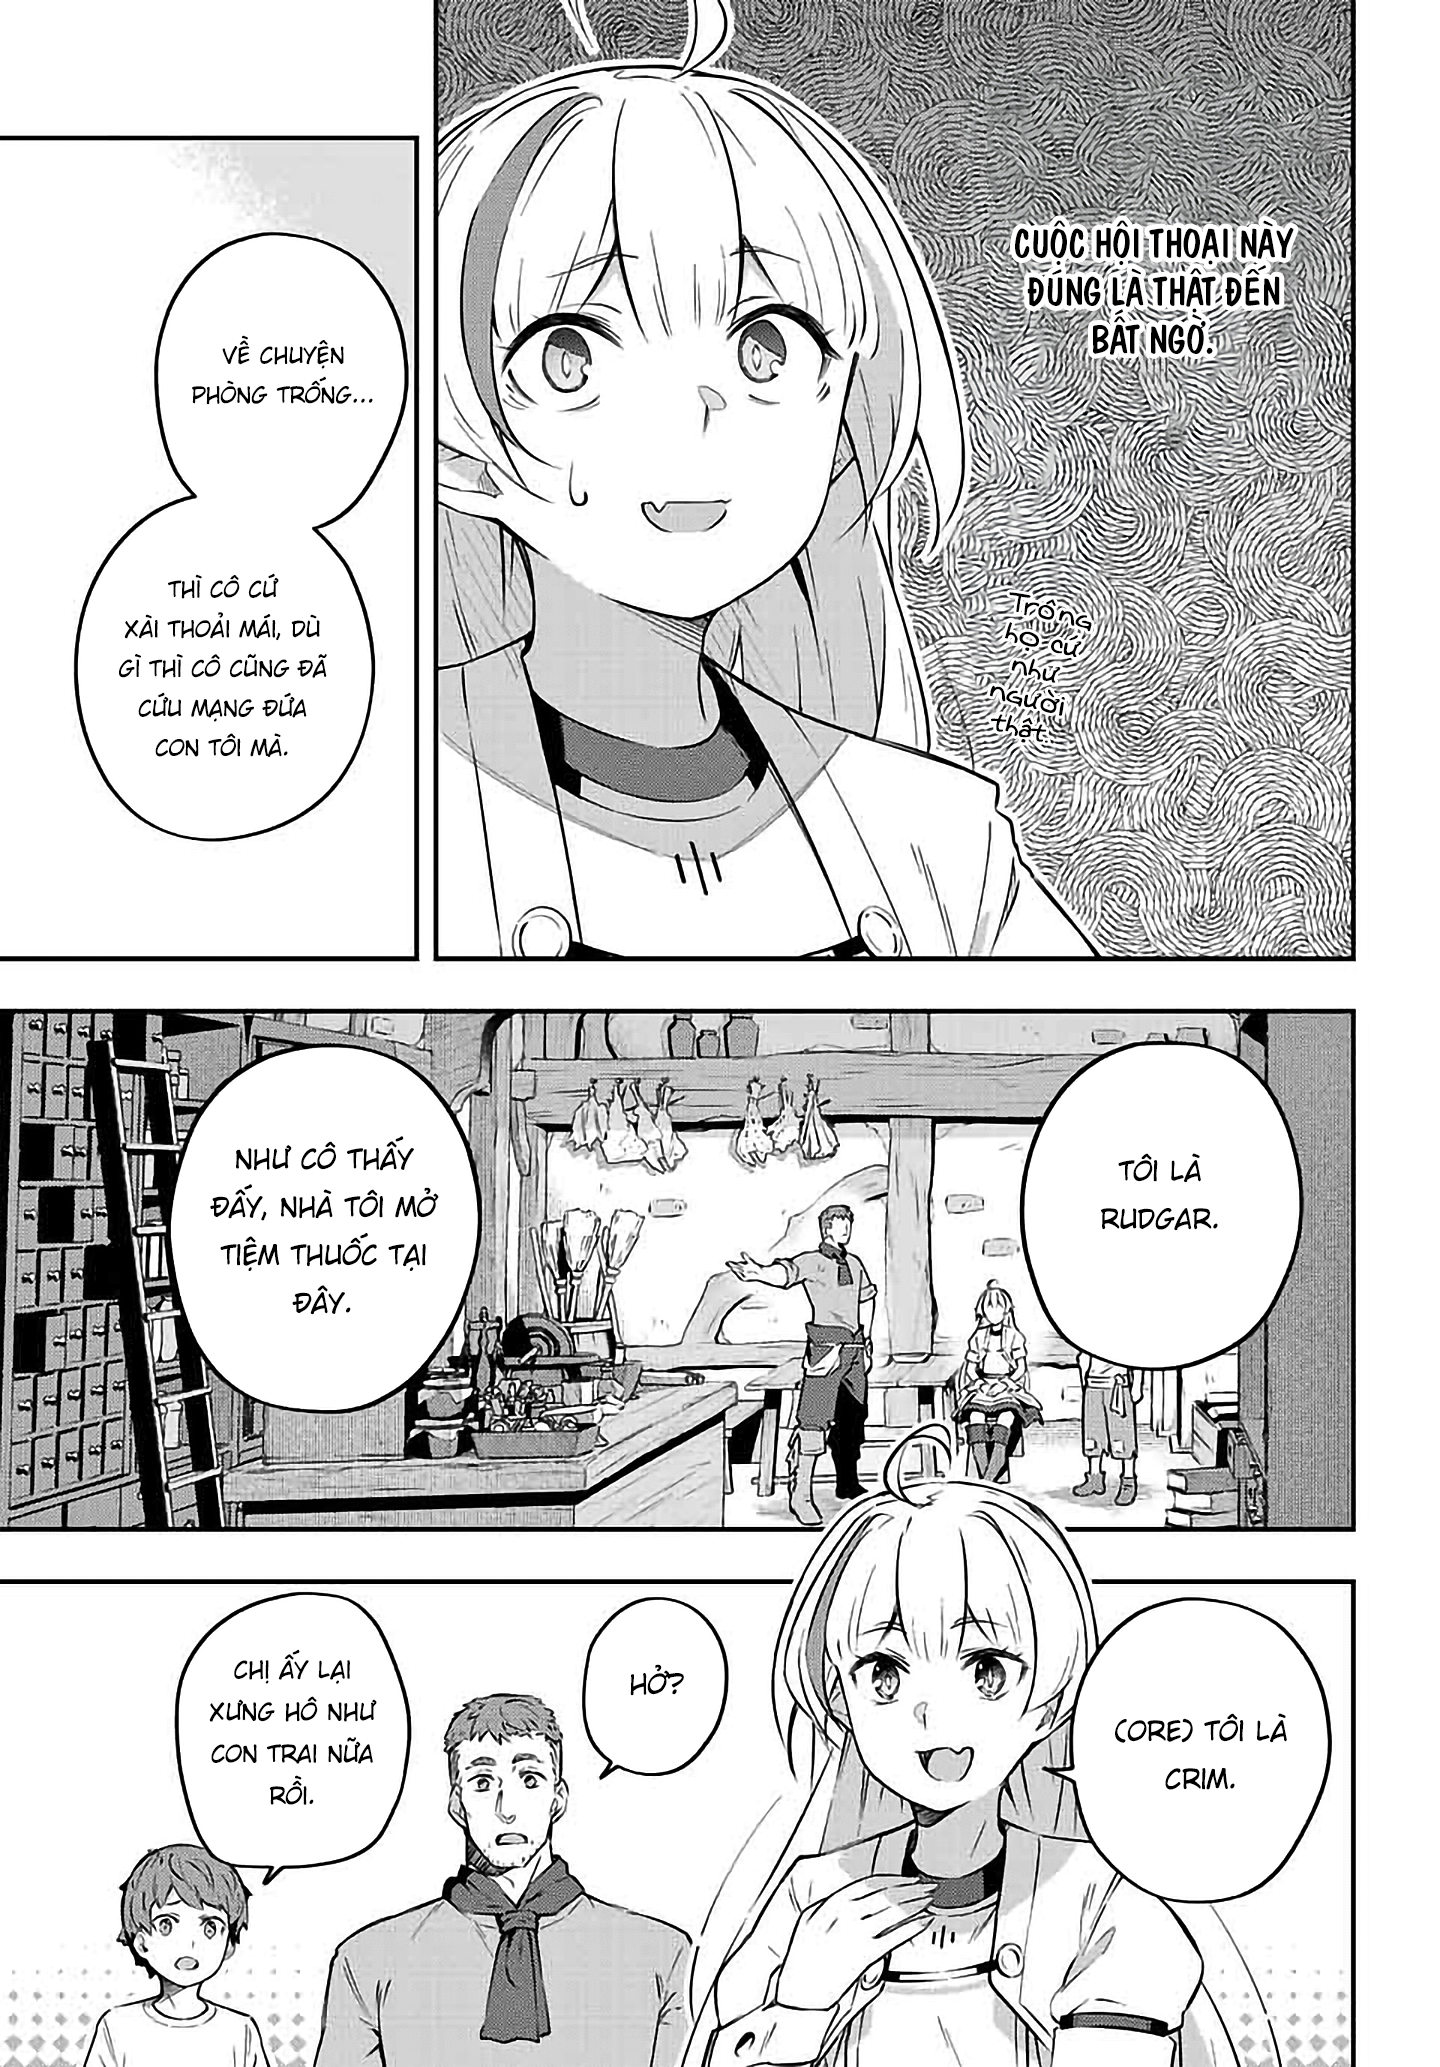 CUỘC HỘI THOẠI NÀY
ĐÚNG LÀ THẬT ĐẾN
BẤT NGỜ.
Trông
họ cứ
như
người
thật...
VỀ CHUYỆN
PHÒNG TRỐNG...
THÌ CÔ CỨ
XÀI THOẢI MÁI, DÙ
GÌ THÌ CÔ CŨNG ĐÃ
CỨU MẠNG ĐỨA
CON TÔI MÀ.
TÔI LÀ
RUDGAR.
NHƯ CÔ THẤY
ĐẤY, NHÀ TÔI MỞ
TIỆM THUỐC TẠI
ĐÂY.
(ORE) TÔI LÀ
CRIM.
HỞ?
CHỊ ẤY LẠI
XƯNG HÔ NHƯ
CON TRAI NỮA
RỒI.